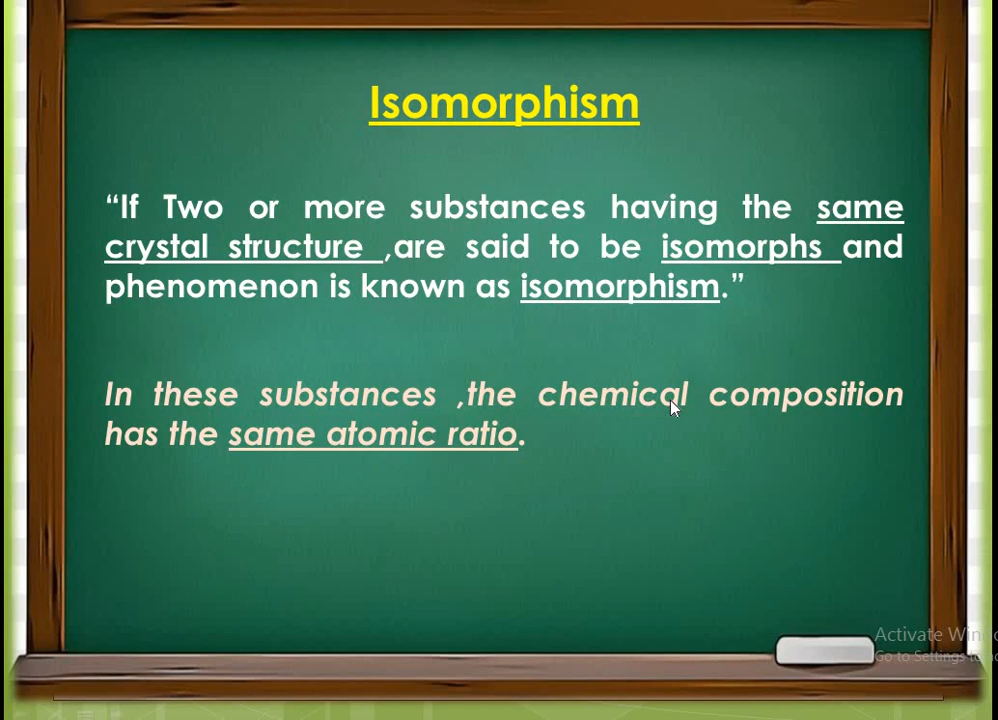 Isomorphism
“If Two or more substances having the same
crystal structure ,are said to be isomorphs and
phenomenon is known as isomorphism.”
In these substances ,the chemical composition
has the same atomic ratio.
Activate Win
Go to Settings to